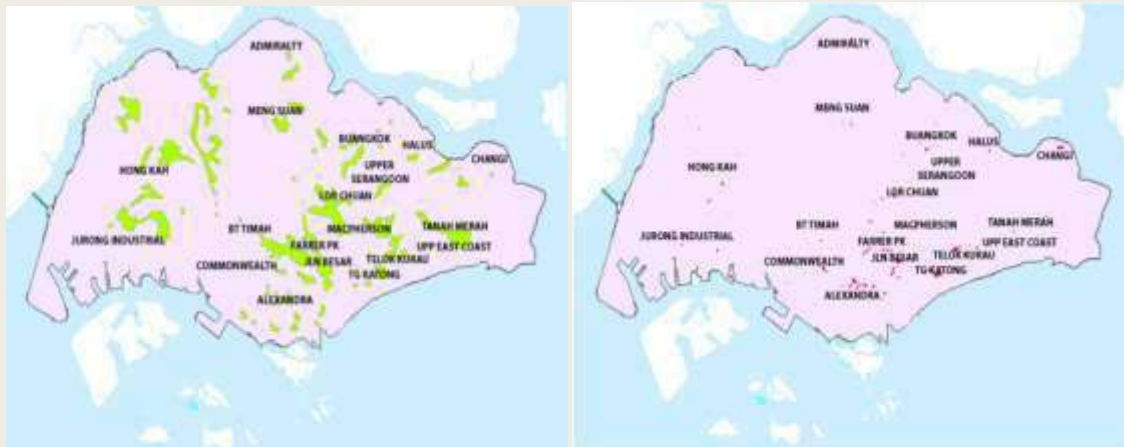 ADMIRALTY
MENG SUAN
BUANGKOK
HALUS
CHANGI
UPPER
SERANGOON
HONG KAH
LOR CHUAN
BT TIMAH
MACPHERSON
TANAH MERAH
JURONG INDUSTRIAL
FARRER PK
UPP EAST COAST
JLN BESAR
TELOK KURAU
COMMONWEALTH
TG KATONG
ALEXANDRA
ADMIRALTY
MENG SUAN
BUANGKOK
HALUS
CHANGI
UPPER
SERANGOON
HONG KAH
LOR CHUAN
BT TIMAH
MACPHERSON
TANAH MERAH
JURONG INDUSTRIAL
FARRER PK
UPP EAST COAST
JLN BESAR
TELOK KURAU
COMMONWEALTH
TG KATONG
ALEXANDRA